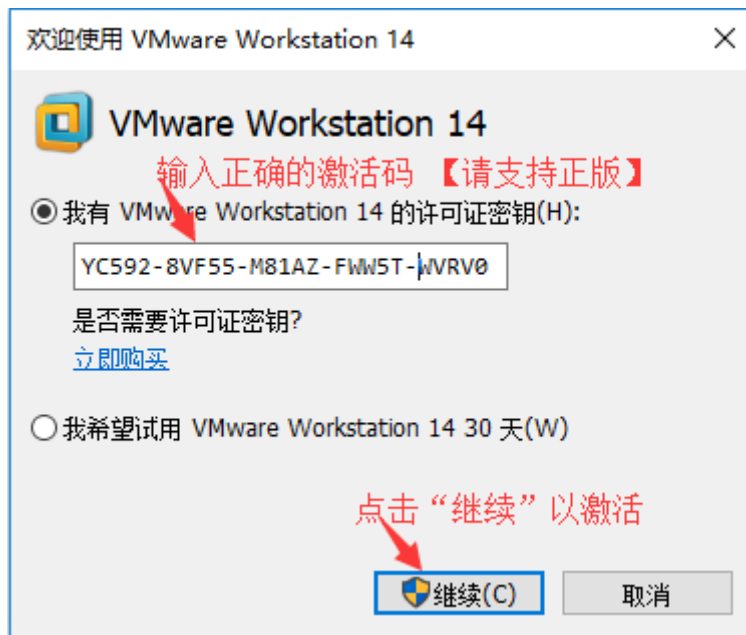 欢迎使用 VMware Workstation 14
VMware Workstation 14
输入正确的激活码 【请支持正版】
我有 VMware Workstation 14 的许可证密钥(H):
YC592-8VF55-M81AZ-FWW5T-WVRV0
是否需要许可证密钥?
立即购买
我希望试用 VMware Workstation 14 30 天(W)
点击“继续”以激活
继续(C)
取消